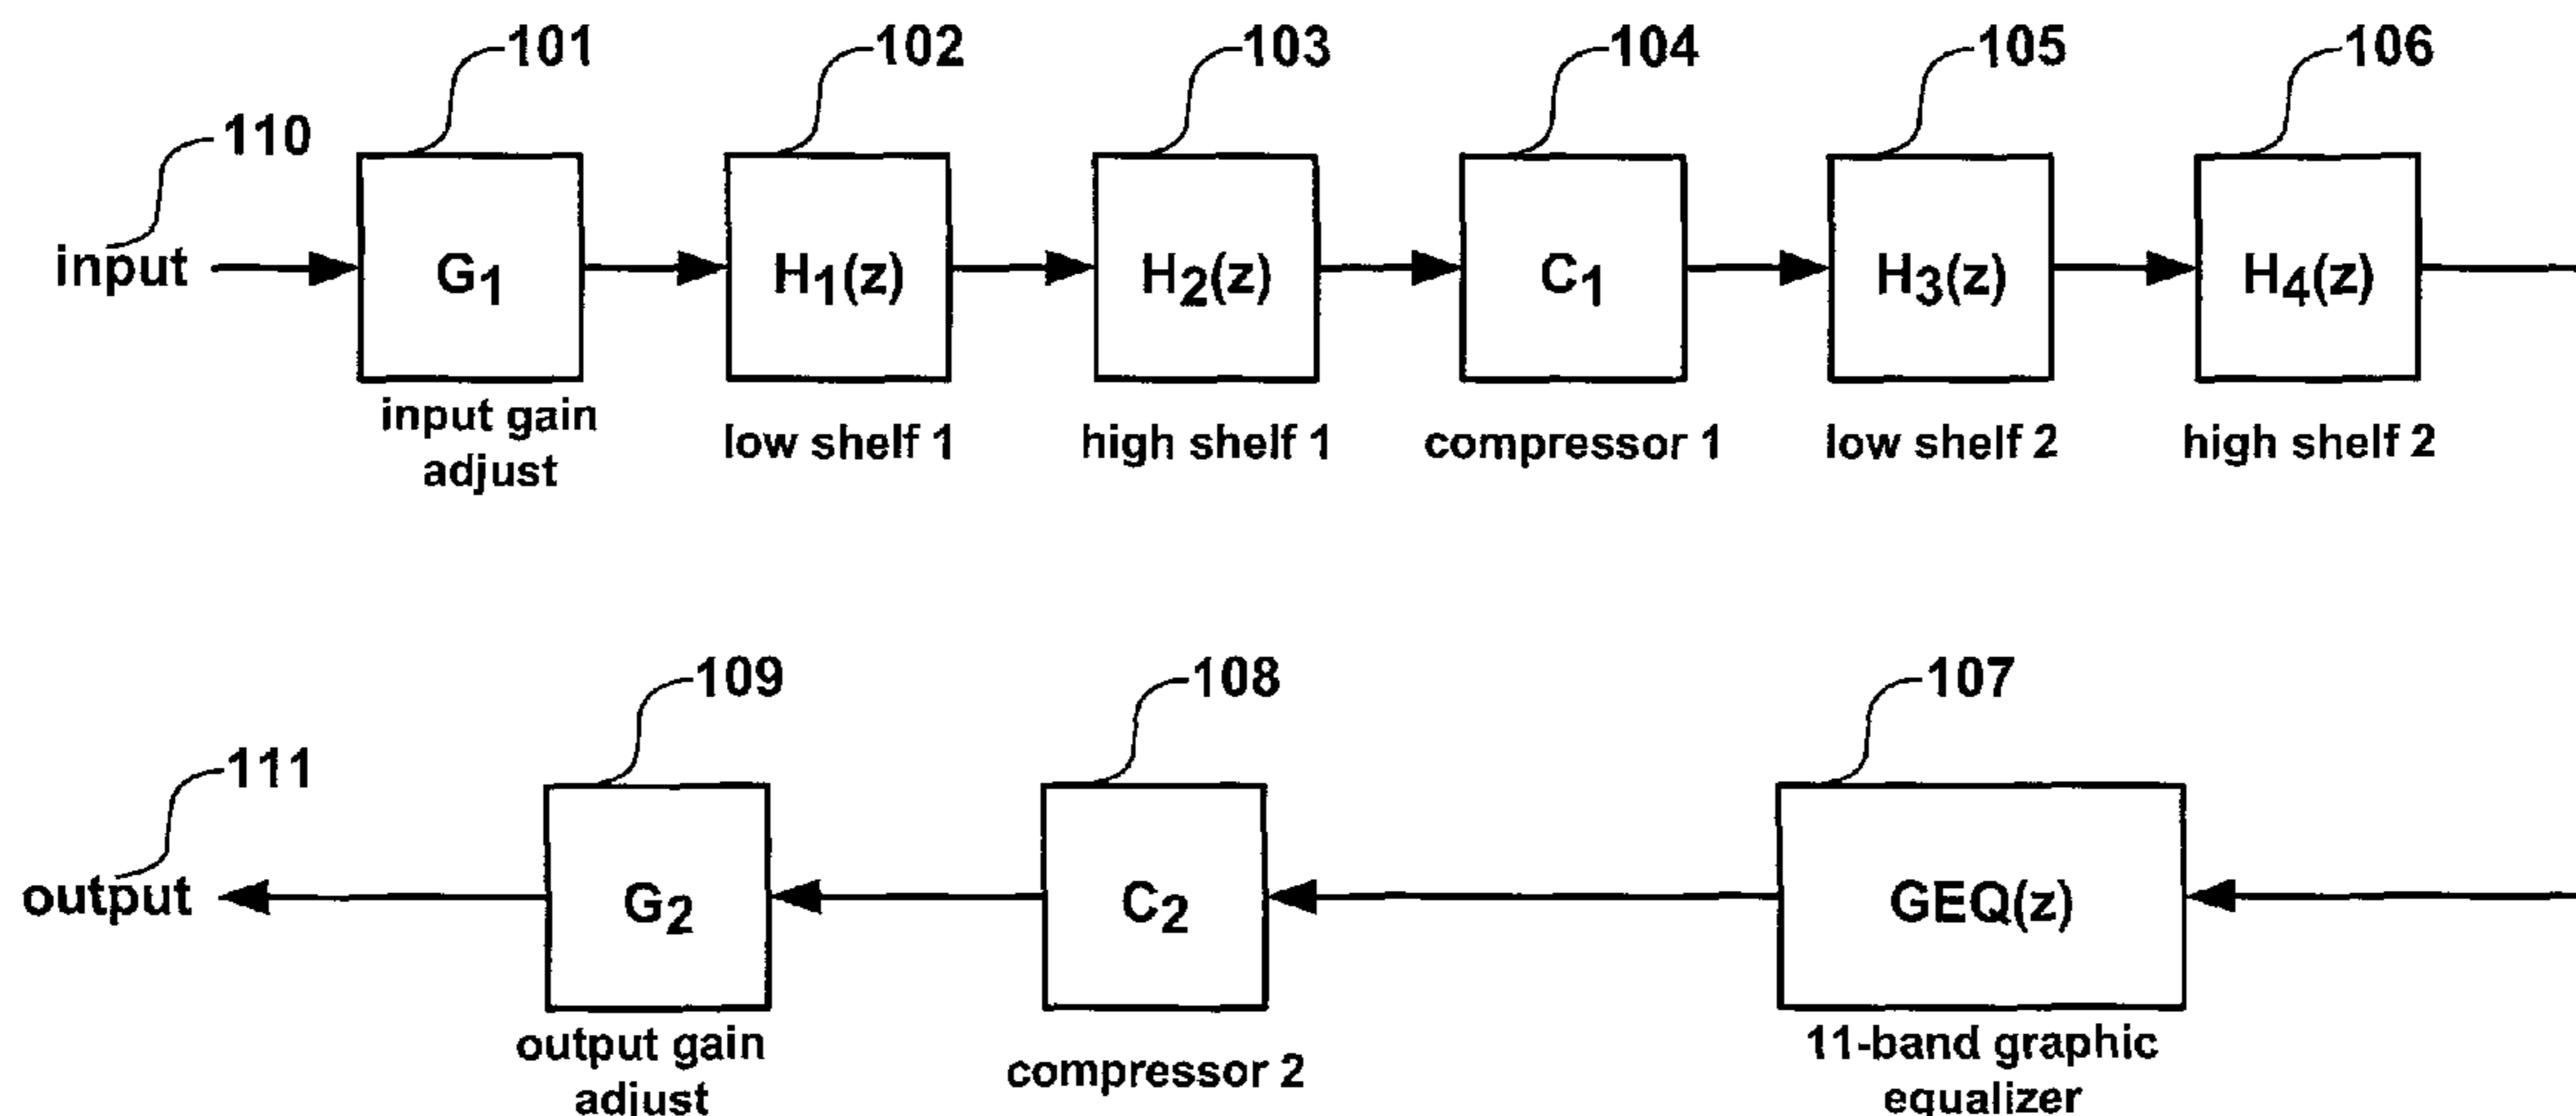 101
102
103
104
105
106
110
input
G1
H1(z)
H2(z)
C1
H3(z)
H4(z)
input gain
adjust
low shelf 1
high shelf 1
compressor 1
low shelf 2
high shelf 2
109
108
107
111
output
G2
C2
GEQ(z)
output gain
adjust
compressor 2
11-band graphic
equalizer